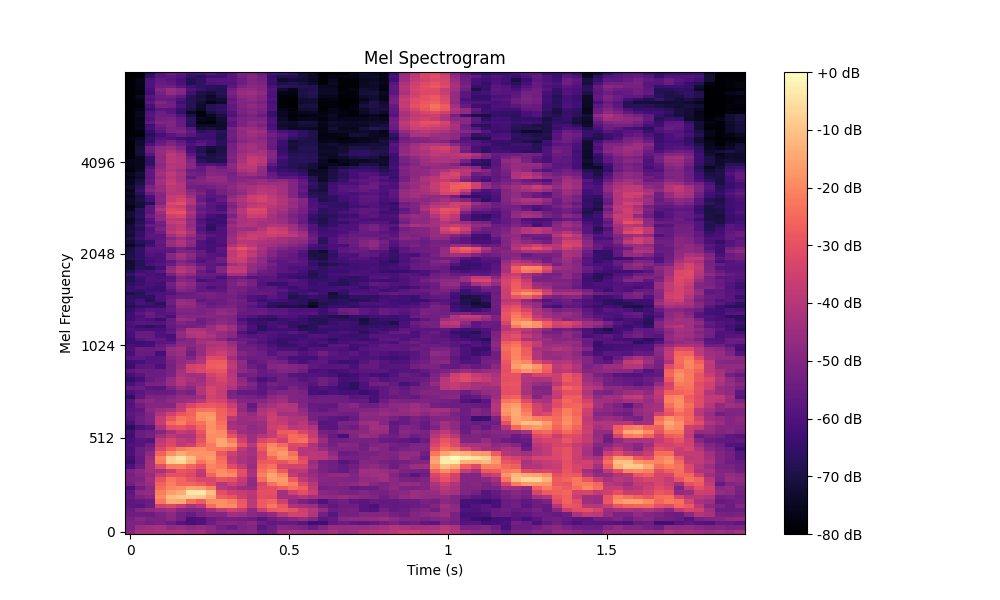 Mel Spectrogram
Mel Frequency
4096
2048
1024
512
0
0 0.5 1 1.5
Time (s)
+0 dB
-10 dB
-20 dB
-30 dB
-40 dB
-50 dB
-60 dB
-70 dB
-80 dB